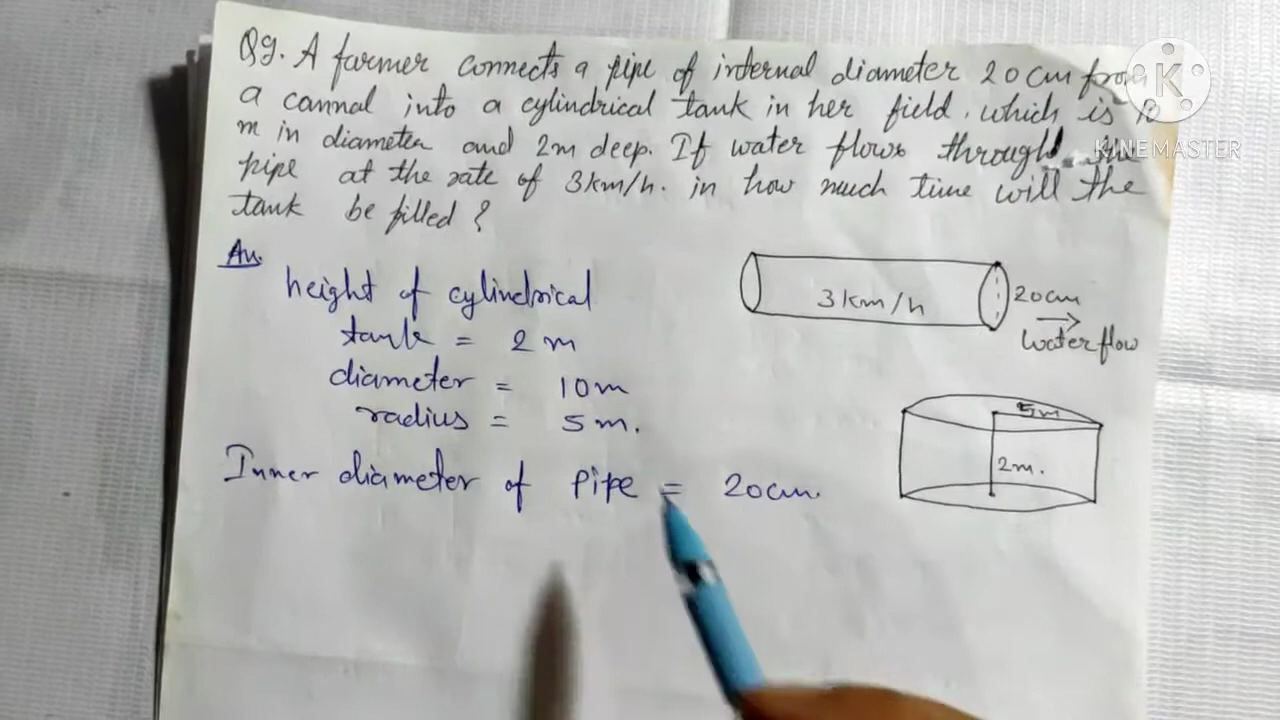 Q9. A farmer connects a pipe of internal diameter 20 cm from
a cannal into a cylindrical tank in her field, which is 10
m in diameter and 2m deep. If water flows through the
pipe at the rate of 3km/h. in how much time will the
tank be filled?
An.
height of cylindrical
tank = 2 m
diameter = 10m
radius = 5 m.
Inner diameter of Pipe = 20cm.
3km/h
20cm
water flow
5m
2m.
K
KINEMASTER